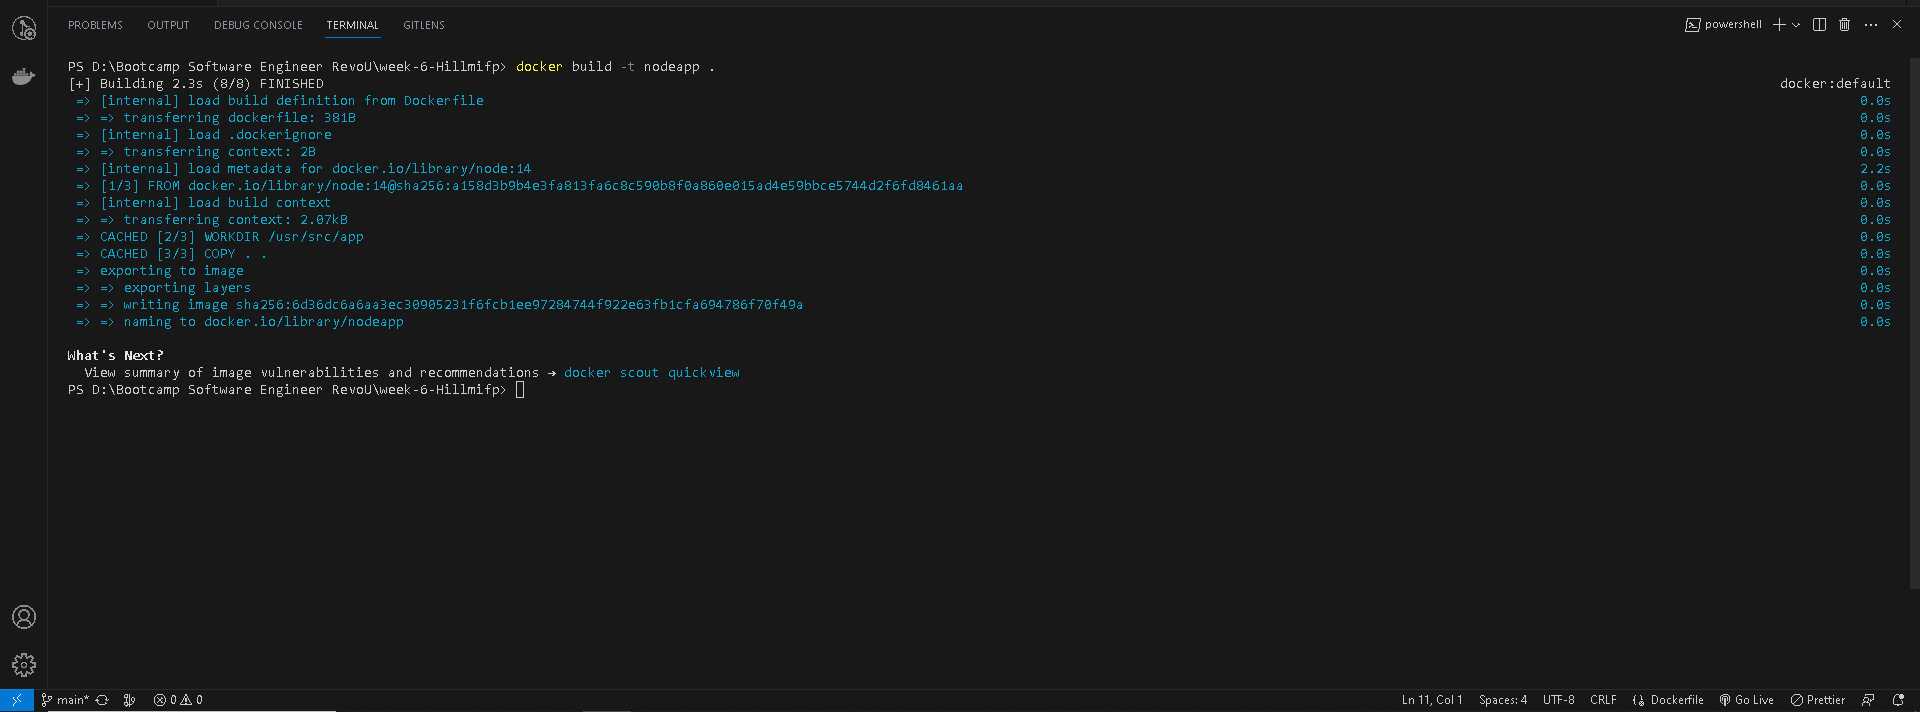 PROBLEMS OUTPUT DEBUG CONSOLE TERMINAL GITLENS powershell
PS D:\Bootcamp Software Engineer RevoU\week-6-Hillmifp> docker build -t nodeapp .
[+] Building 2.3s (8/8) FINISHED docker:default
=> [internal] load build definition from Dockerfile 0.0s
=> => transferring dockerfile: 381B 0.0s
=> [internal] load .dockerignore 0.0s
=> => transferring context: 2B 0.0s
=> [internal] load metadata for docker.io/library/node:14 2.2s
=> [1/3] FROM docker.io/library/node:14@sha256:a158d3b9b4e3fa813fa6c8c590b8f0a860e015ad4e59bbce5744d2f6fd8461aa 0.0s
=> [internal] load build context 0.0s
=> => transferring context: 2.07kB 0.0s
=> CACHED [2/3] WORKDIR /usr/src/app 0.0s
=> CACHED [3/3] COPY . . 0.0s
=> exporting to image 0.0s
=> => exporting layers 0.0s
=> => writing image sha256:6d36dc6a6aa3ec30905231f6fcb1ee97284744f922e63fb1cfa694786f70f49a 0.0s
=> => naming to docker.io/library/nodeapp 0.0s
What's Next?
View summary of image vulnerabilities and recommendations → docker scout quickview
PS D:\Bootcamp Software Engineer RevoU\week-6-Hillmifp>
main* 0 0 Ln 11, Col 1 Spaces: 4 UTF-8 CRLF Dockerfile Go Live Prettier